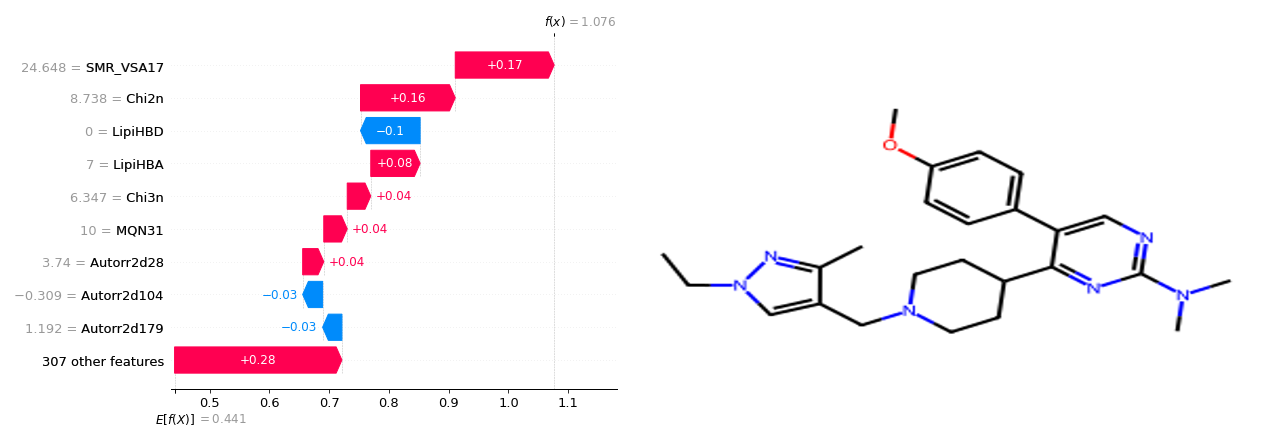 f(x) = 1.076
24.648 = SMR_VSA17
+0.17
8.738 = Chi2n
+0.16
0 = LipiHBD
−0.1
7 = LipiHBA
+0.08
6.347 = Chi3n
+0.04
10 = MQN31
+0.04
3.74 = Autorr2d28
+0.04
−0.309 = Autorr2d104
−0.03
1.192 = Autorr2d179
−0.03
307 other features
+0.28
0.5 0.6 0.7 0.8 0.9 1.0 1.1
E[f(X)] = 0.441
O
N
N
N
N
N
N
N